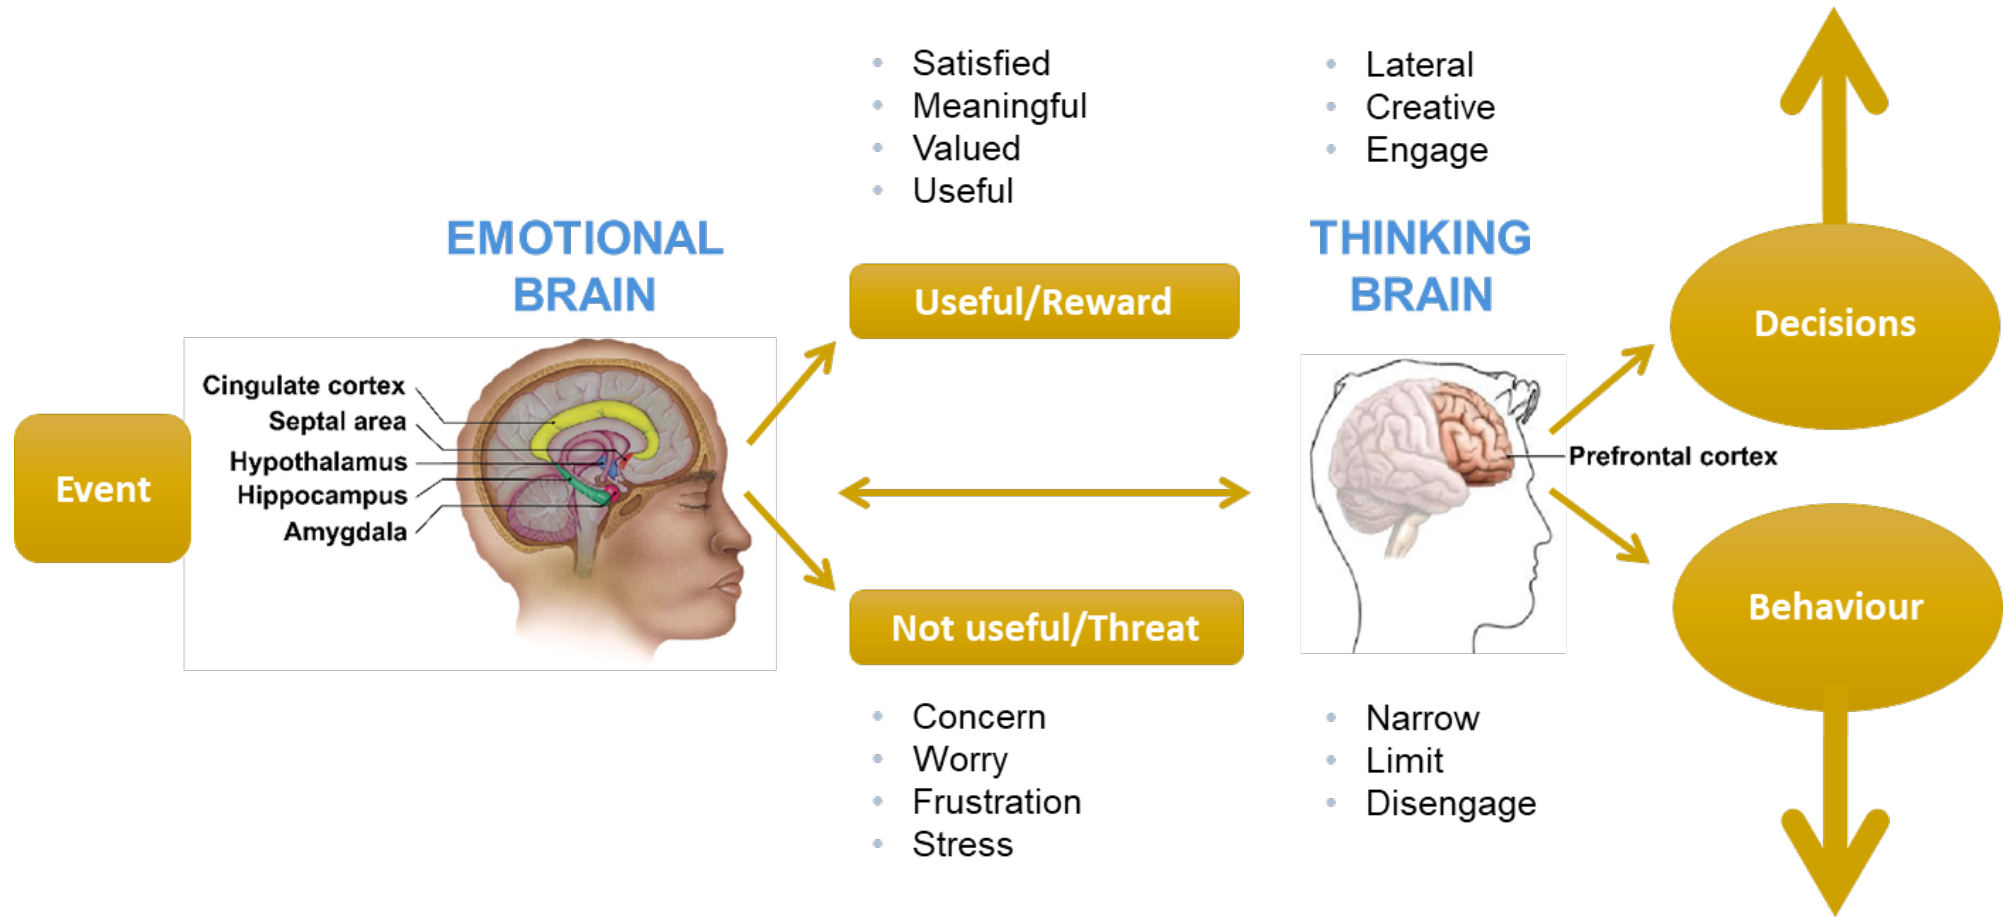 Event
EMOTIONAL
BRAIN
Cingulate cortex
Septal area
Hypothalamus
Hippocampus
Amygdala
• Satisfied
• Meaningful
• Valued
• Useful
Useful/Reward
Not useful/Threat
• Concern
• Worry
• Frustration
• Stress
• Lateral
• Creative
• Engage
THINKING
BRAIN
Prefrontal cortex
• Narrow
• Limit
• Disengage
Decisions
Behaviour